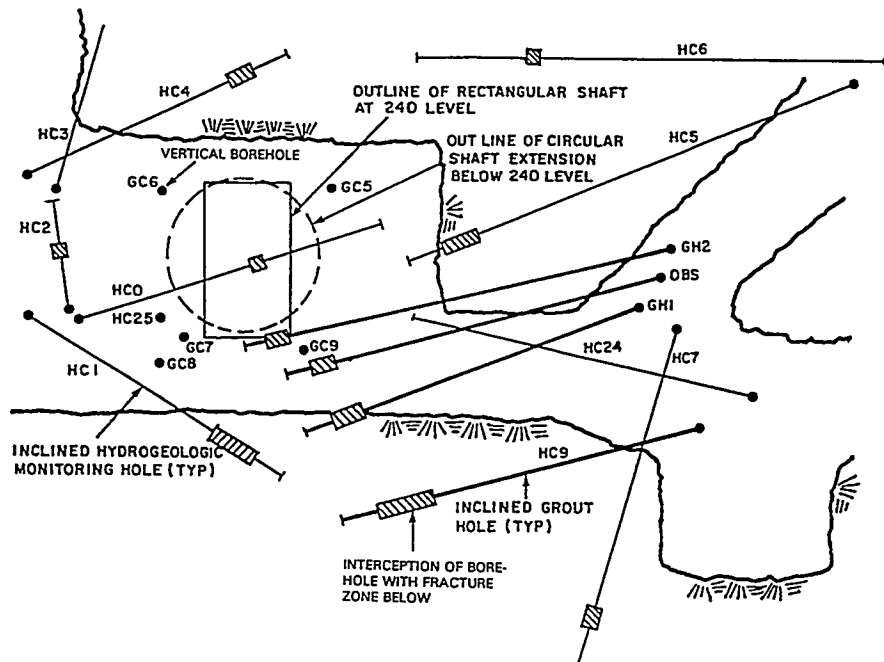 HC6
HC4
OUTLINE OF RECTANGULAR SHAFT
AT 240 LEVEL
HC3
OUT LINE OF CIRCULAR
SHAFT EXTENSION
BELOW 240 LEVEL
HC5
VERTICAL BOREHOLE
GC6
GC5
HC2
GH2
HC0
OBS
HC25
GH1
GC7
GC9
HC24
HC7
GC8
HC1
INCLINED HYDROGEOLOGIC
MONITORING HOLE (TYP)
HC9
INCLINED GROUT
HOLE (TYP)
INTERCEPTION OF BORE-
HOLE WITH FRACTURE
ZONE BELOW